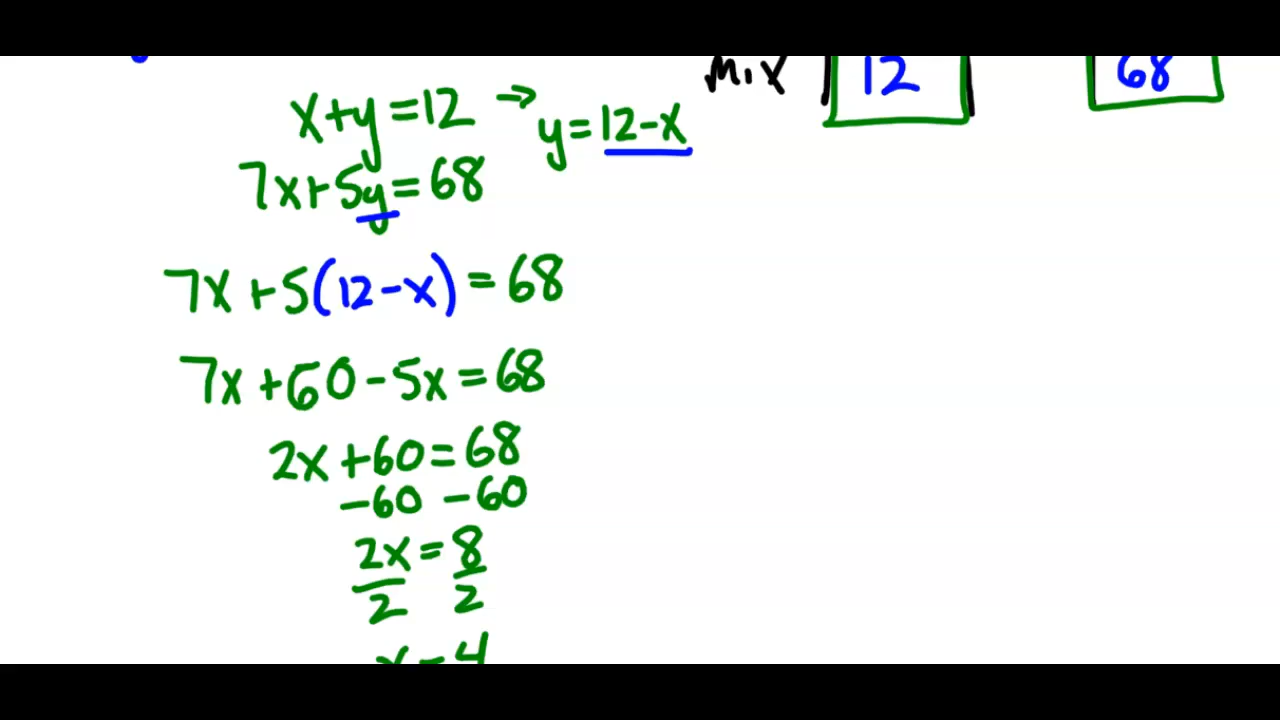 MIX 12 68
x+y=12 → y=12-x
7x+5y=68
7x+5(12-x)=68
7x+60-5x=68
2x+60=68
-60 -60
2x=8
2 2
x=4